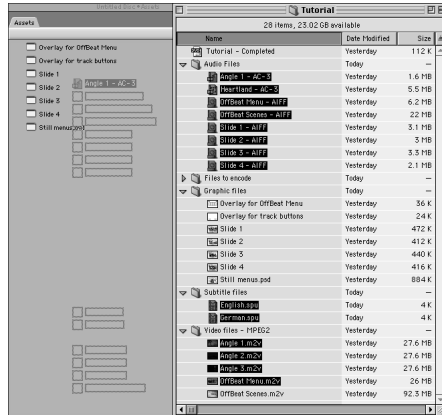 Untitled Disc • Assets
Assets
Overlay for OffBeat Menu
Overlay for track buttons
Slide 1
Slide 2
Slide 3
Slide 4
Still menus.psd
Angle 1 - AC-3
Tutorial
28 items, 23.02 GB available
Name Date Modified Size
Tutorial - Completed Yesterday 112 K
Audio Files Today –
Angle 1 - AC-3 Yesterday 1.6 MB
Heartland - AC-3 Yesterday 5.5 MB
OffBeat Menu - AIFF Yesterday 6.2 MB
OffBeat Scenes - AIFF Yesterday 22 MB
Slide 1 - AIFF Yesterday 3.1 MB
Slide 2 - AIFF Yesterday 3 MB
Slide 3 - AIFF Yesterday 3.3 MB
Slide 4 - AIFF Yesterday 2.1 MB
Files to encode Today –
Graphic files Today –
Overlay for OffBeat Menu Yesterday 36 K
Overlay for track buttons Yesterday 24 K
Slide 1 Yesterday 472 K
Slide 2 Yesterday 412 K
Slide 3 Yesterday 440 K
Slide 4 Yesterday 416 K
Still menus.psd Yesterday 884 K
Subtitle files Today –
English.spu Today 4 K
German.spu Today 4 K
Video files - MPEG2 Yesterday –
Angle 1.m2v Yesterday 27.6 MB
Angle 2.m2v Yesterday 27.6 MB
Angle 3.m2v Yesterday 27.6 MB
OffBeat Menu.m2v Yesterday 26 MB
OffBeat Scenes.m2v Yesterday 92.3 MB